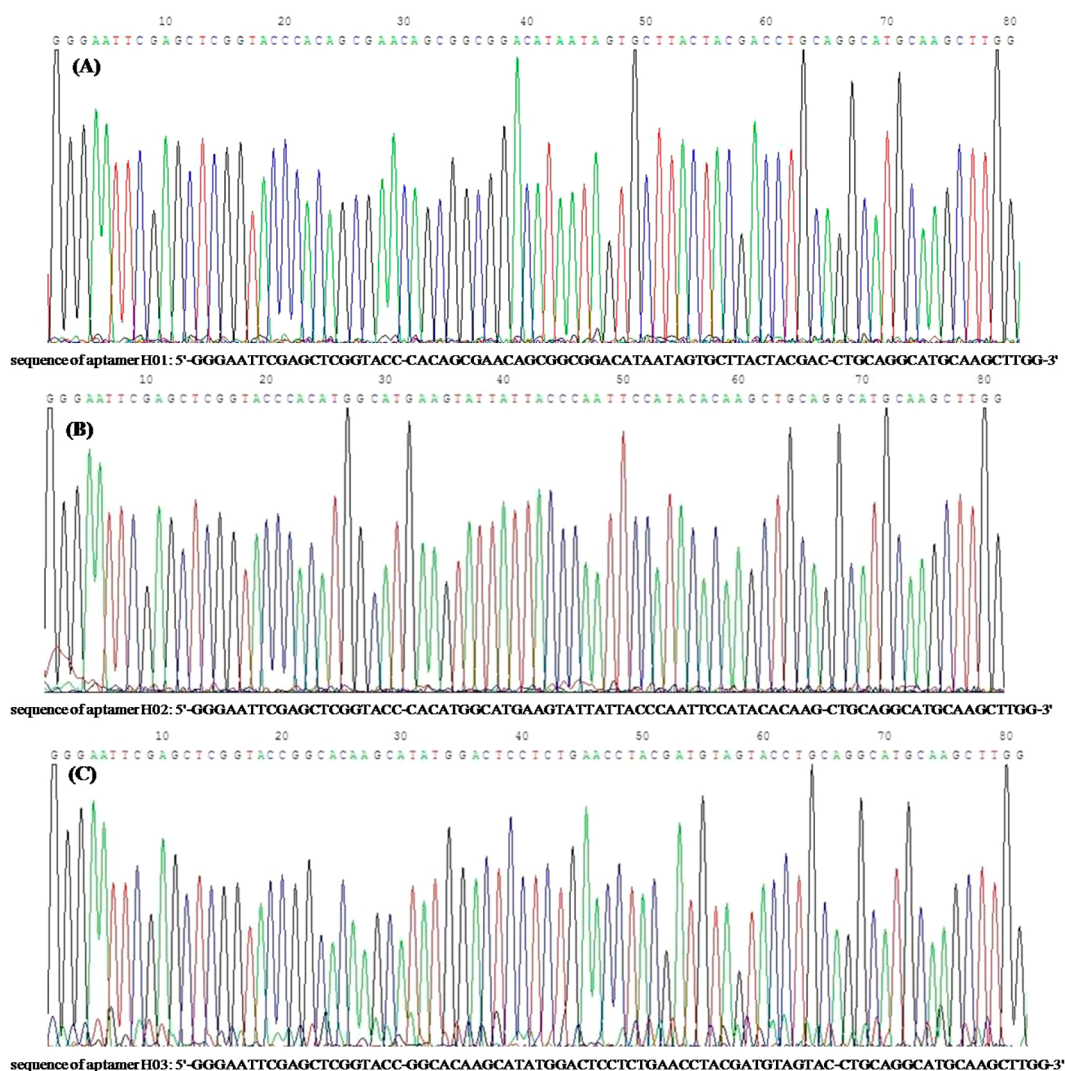 10 20 30 40 50 60 70 80
GGGAATTCGAGCTCGGTACCCACAGCGAACAGCGGCGGACATAATAGTGCTTACTACGACCTGCAGGCATGCAAGCTTGG
(A)
sequence of aptamer H01: 5'-GGGAATTCGAGCTCGGTACC-CACAGCGAACAGCGGCGGACATAATAGTGCTTACTACGAC-CTGCAGGCATGCAAGCTTGG-3'
10 20 30 40 50 60 70 80
GGGAATTCGAGCTCGGTACCCACATGGCATGAAGTATTATTACCCAATTCCATACACAAGCTGCAGGCATGCAAGCTTGG
(B)
sequence of aptamer H02: 5'-GGGAATTCGAGCTCGGTACC-CACATGGCATGAAGTATTATTACCCAATTCCATACACAAG-CTGCAGGCATGCAAGCTTGG-3'
10 20 30 40 50 60 70 80
GGGAATTCGAGCTCGGTACCGGCACAAGCATATGGACTCCTCTGAACCTACGATGTAGTACCTGCAGGCATGCAAGCTTGG
(C)
sequence of aptamer H03: 5'-GGGAATTCGAGCTCGGTACC-GGCACAAGCATATGGACTCCTCTGAACCTACGATGTAGTAC-CTGCAGGCATGCAAGCTTGG-3'